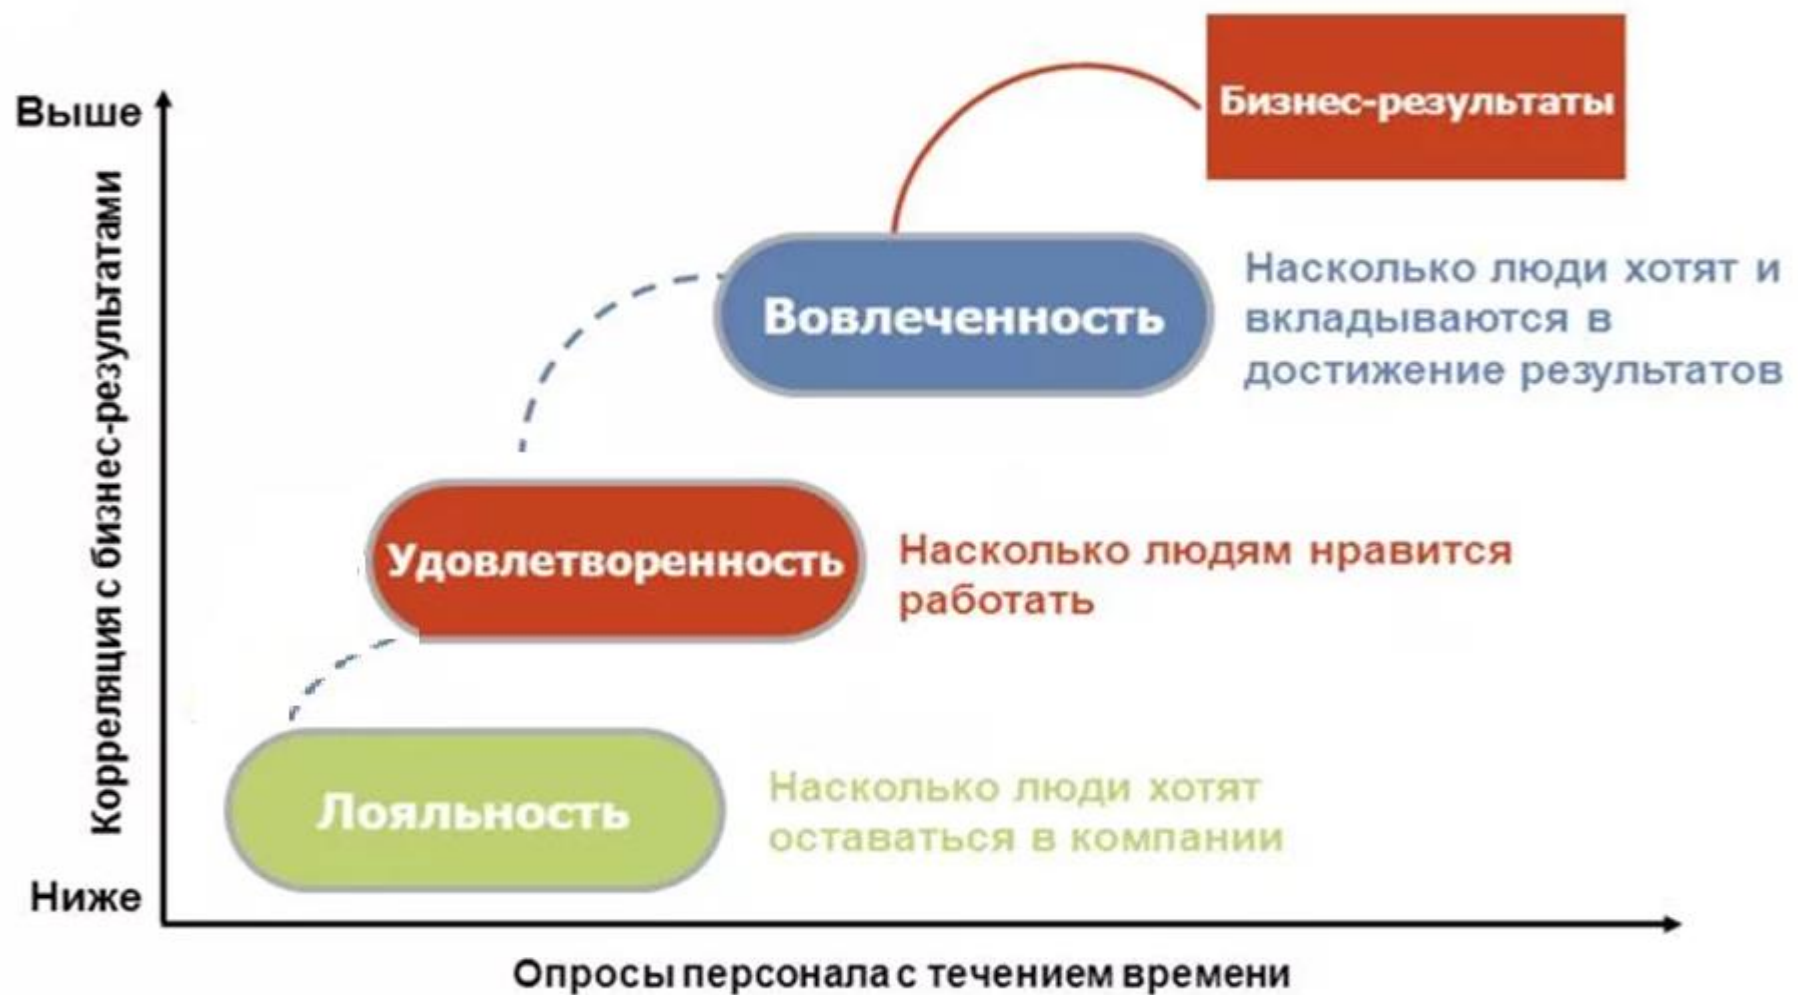 Выше
Бизнес-результаты
Корреляция с бизнес-результатами
Вовлеченность
Насколько люди хотят и
вкладываются в
достижение результатов
Удовлетворенность
Насколько людям нравится
работать
Лояльность
Насколько люди хотят
оставаться в компании
Ниже
Опросы персонала с течением времени